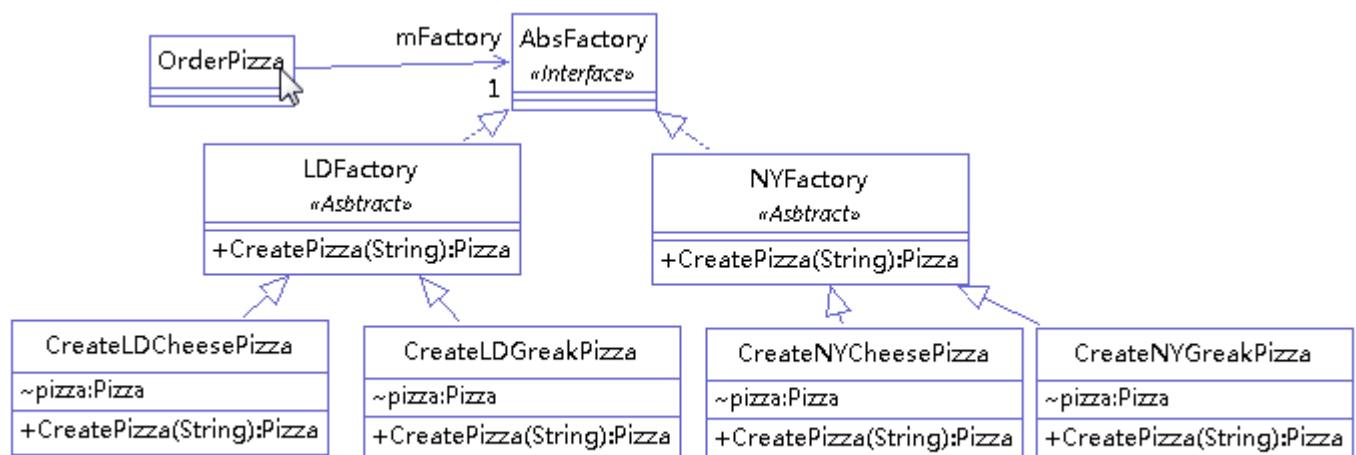 mFactory
AbsFactory
«Interface»
OrderPizza
1
LDFactory
«Asbtract»
+CreatePizza(String):Pizza
NYFactory
«Asbtract»
+CreatePizza(String):Pizza
CreateLDCheesePizza
~pizza:Pizza
+CreatePizza(String):Pizza
CreateLDGreakPizza
~pizza:Pizza
+CreatePizza(String):Pizza
CreateNYCheesePizza
~pizza:Pizza
+CreatePizza(String):Pizza
CreateNYGreakPizza
~pizza:Pizza
+CreatePizza(String):Pizza